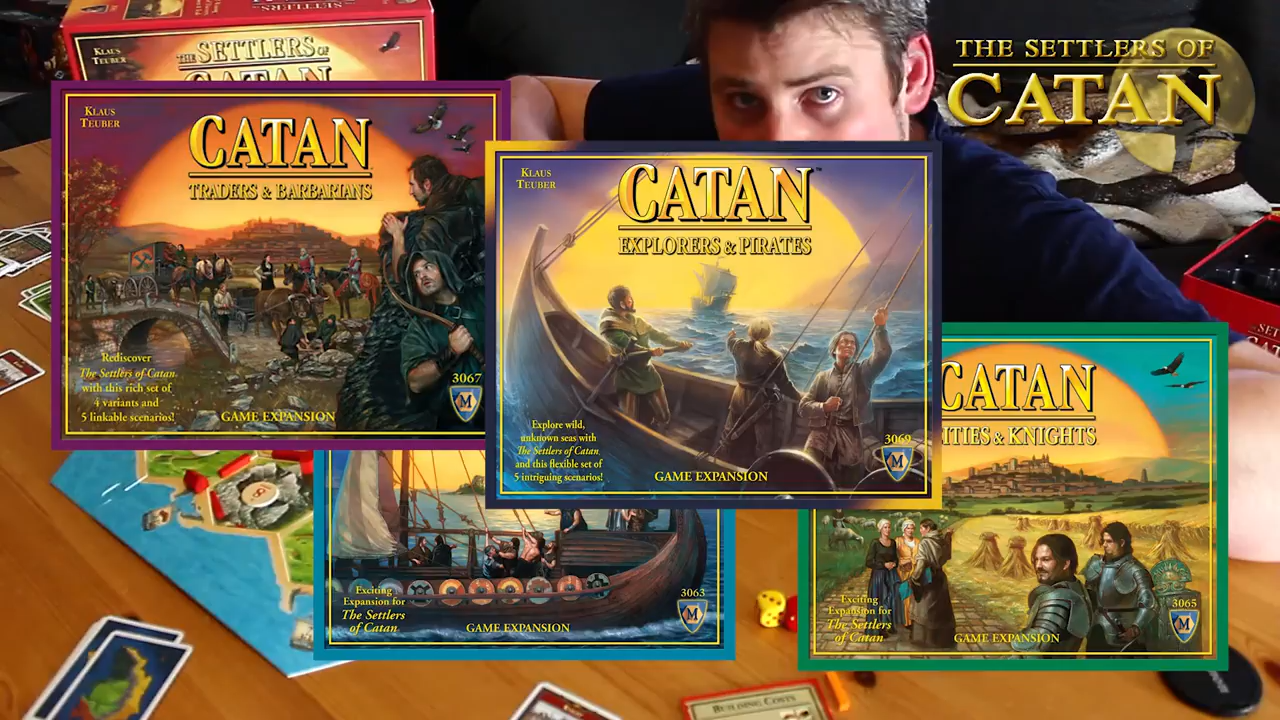 KLAUS
TEUBER
THE SETTLERS OF
CATAN
THE SETTLERS OF
CATAN
KLAUS
TEUBER
CATAN
TRADERS & BARBARIANS
Rediscover
The Settlers of Catan
with this rich set of
4 variants and
5 linkable scenarios!
GAME EXPANSION
3067
KLAUS
TEUBER
CATAN™
EXPLORERS & PIRATES
Explore wild,
unknown seas with
The Settlers of Catan,
and this flexible set of
5 intriguing scenarios!
GAME EXPANSION
3069
M
CATAN
ITIES & KNIGHTS
Exciting
Expansion for
The Settlers
of Catan
GAME EXPANSION
3065
M
Exciting
Expansion for
The Settlers
of Catan
GAME EXPANSION
3063
M
M
8
BUILDING COSTS